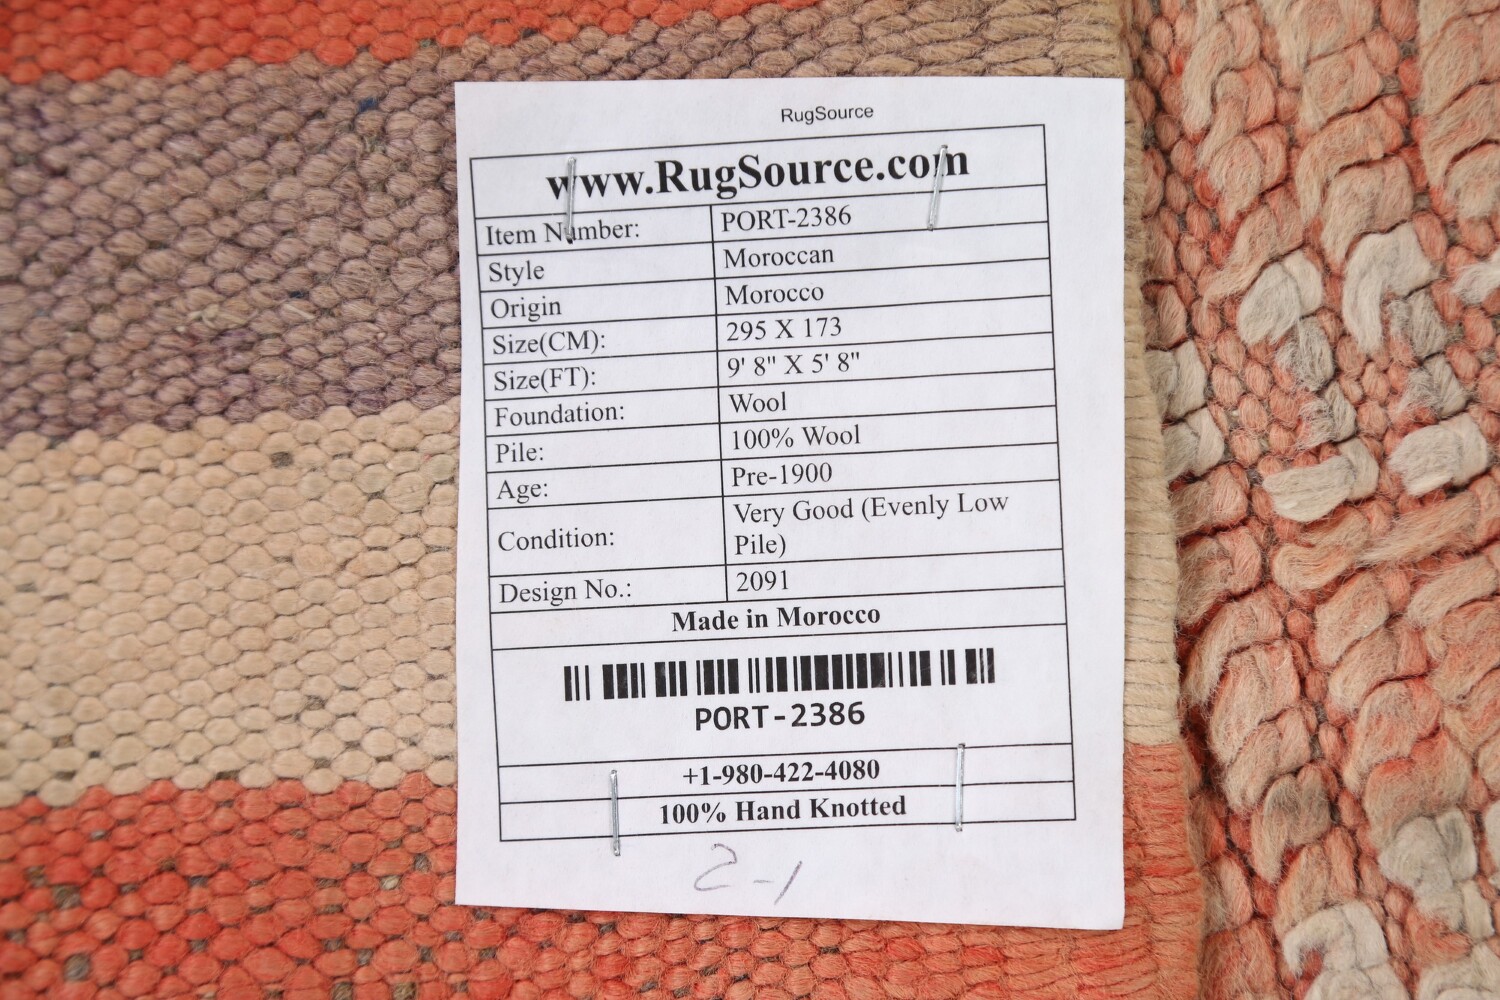 RugSource
www.RugSource.com
Item Number: PORT-2386
Style Moroccan
Origin Morocco
Size(CM): 295 X 173
Size(FT): 9' 8" X 5' 8"
Foundation: Wool
Pile: 100% Wool
Age: Pre-1900
Condition: Very Good (Evenly Low
Pile)
Design No.: 2091
Made in Morocco
PORT-2386
+1-980-422-4080
100% Hand Knotted
2-1